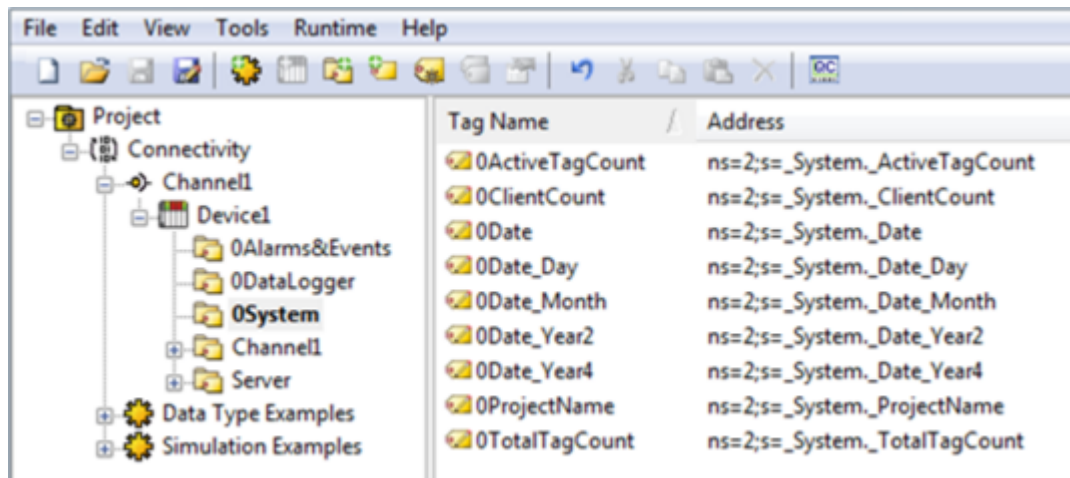 File Edit View Tools Runtime Help
QC
Project
Connectivity
Channel1
Device1
0Alarms&Events
0DataLogger
0System
Channel1
Server
Data Type Examples
Simulation Examples
Tag Name / Address
0ActiveTagCount ns=2;s=_System._ActiveTagCount
0ClientCount ns=2;s=_System._ClientCount
0Date ns=2;s=_System._Date
0Date_Day ns=2;s=_System._Date_Day
0Date_Month ns=2;s=_System._Date_Month
0Date_Year2 ns=2;s=_System._Date_Year2
0Date_Year4 ns=2;s=_System._Date_Year4
0ProjectName ns=2;s=_System._ProjectName
0TotalTagCount ns=2;s=_System._TotalTagCount